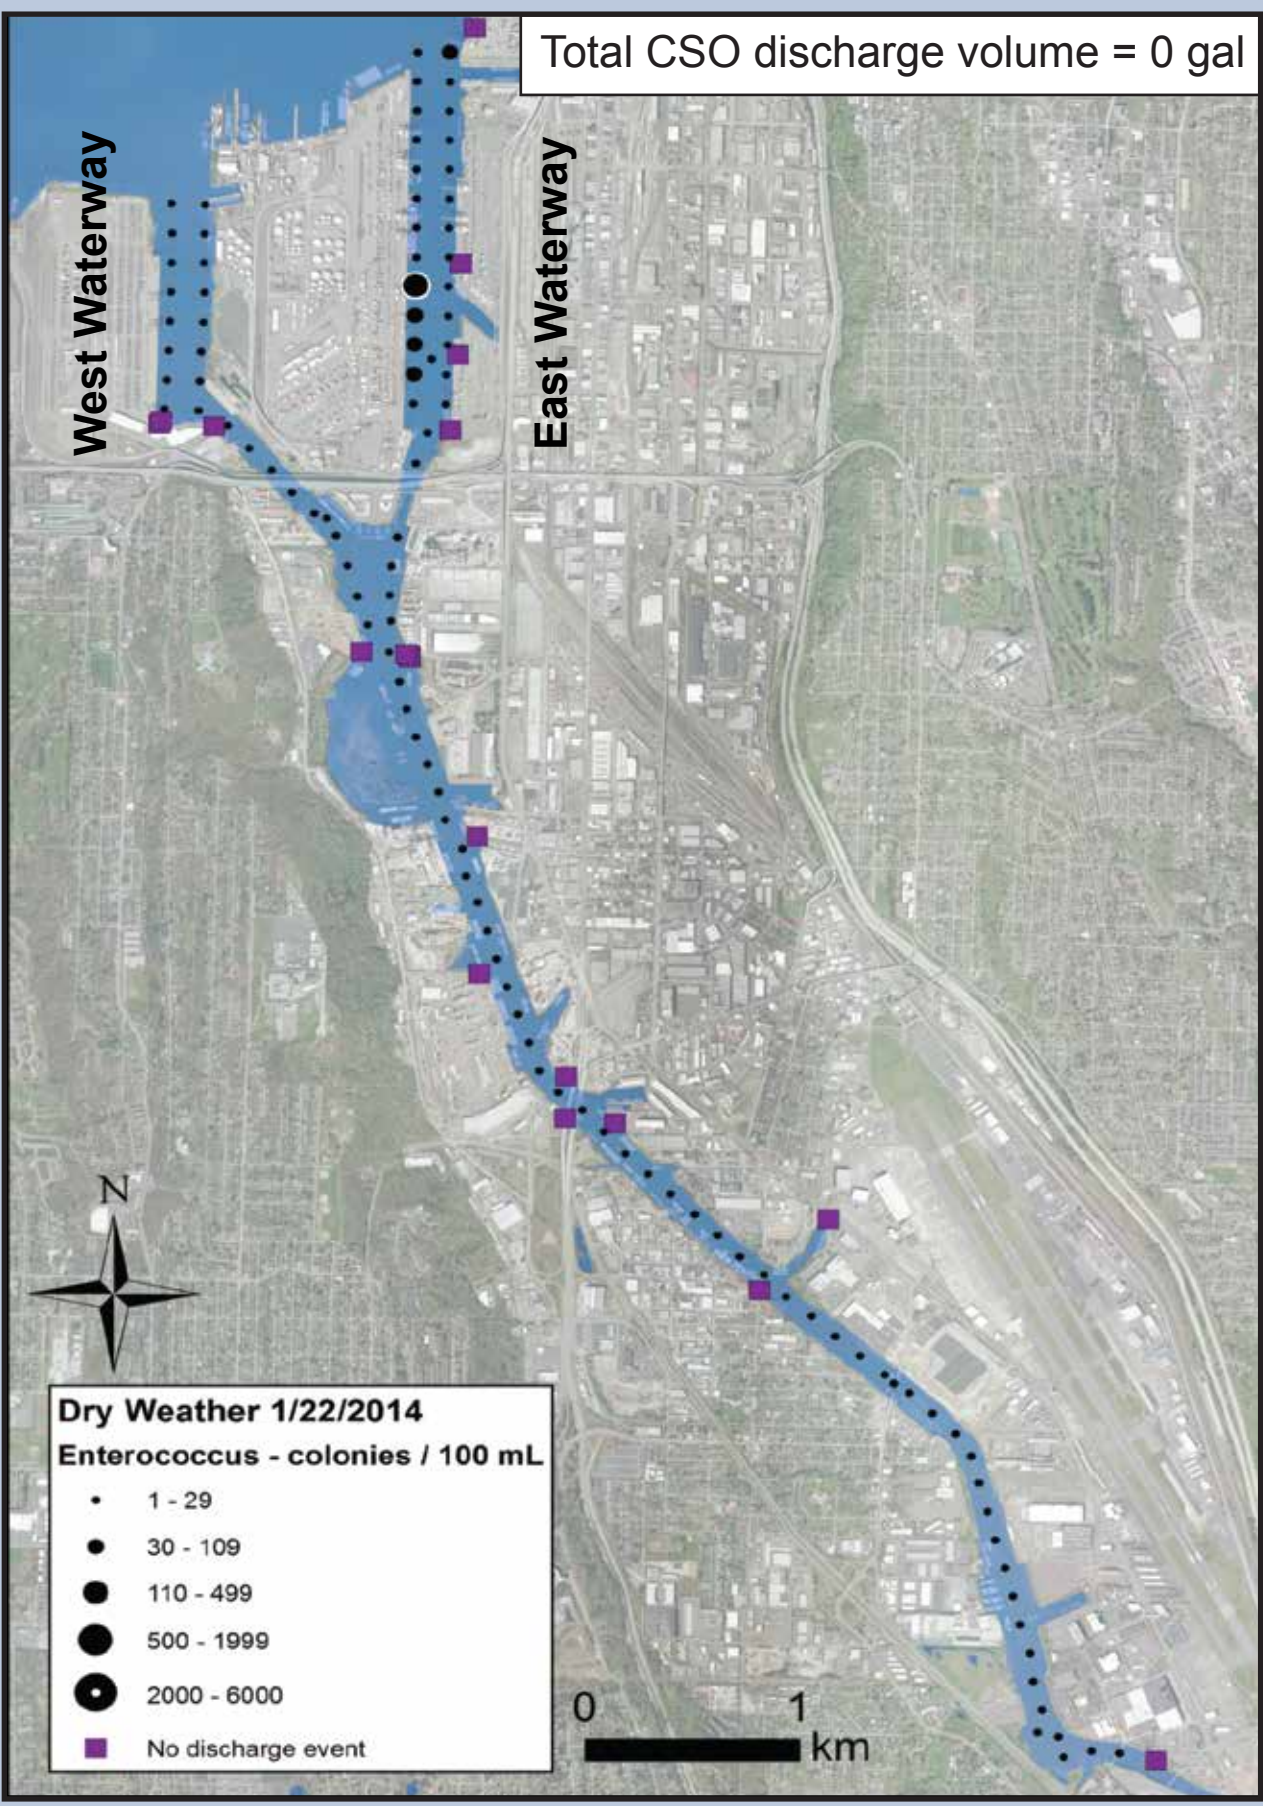 Total CSO discharge volume = 0 gal
West Waterway
East Waterway
N
Dry Weather 1/22/2014
Enterococcus - colonies / 100 mL
1 - 29
30 - 109
110 - 499
500 - 1999
2000 - 6000
No discharge event
0 1
km